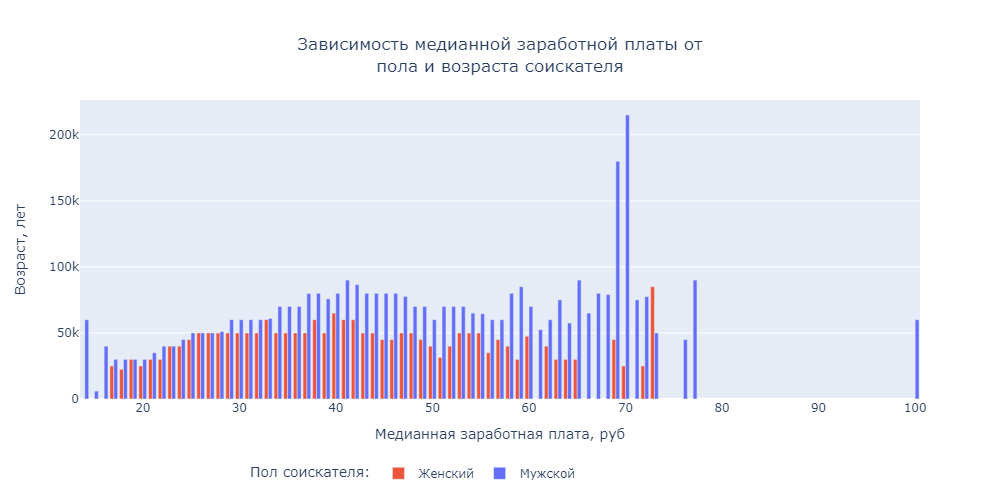 Зависимость медианной заработной платы от
пола и возраста соискателя
200k
150k
100k
50k
0
Возраст, лет
20 30 40 50 60 70 80 90 100
Медианная заработная плата, руб
Пол соискателя: Женский Мужской